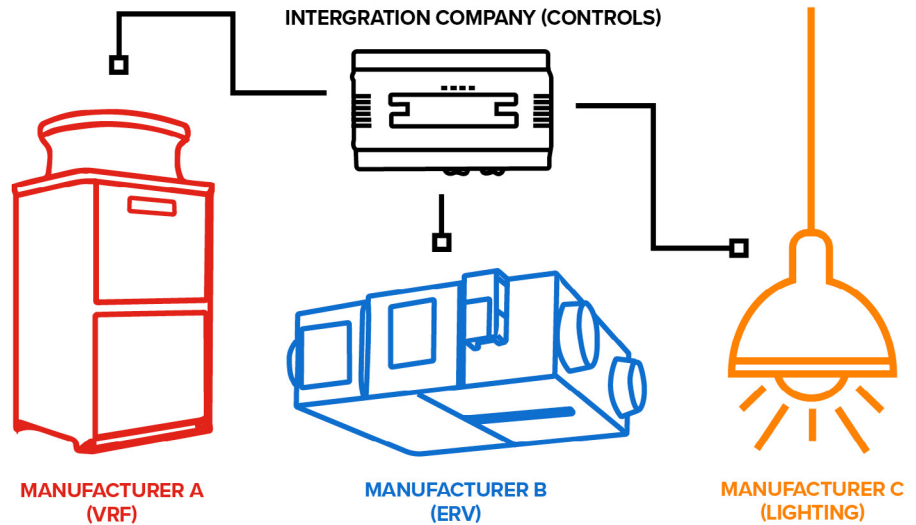 INTERGRATION COMPANY (CONTROLS)
MANUFACTURER A
(VRF)
MANUFACTURER B
(ERV)
MANUFACTURER C
(LIGHTING)